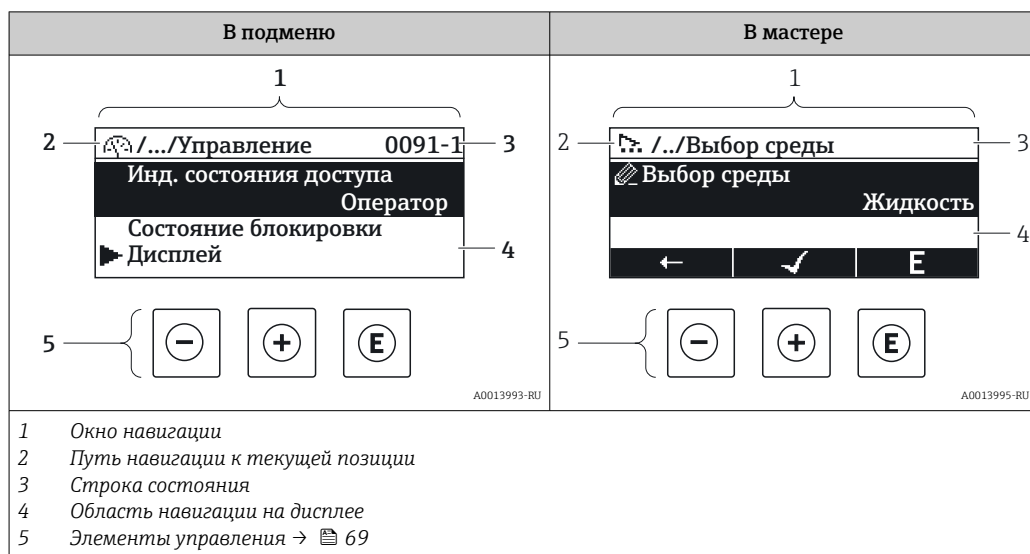 В подменю
1
2
/.../Управление 0091-1
3
Инд. состояния доступа
Оператор
Состояние блокировки
Дисплей
4
5
E
A0013993-RU
В мастере
1
2
/../Выбор среды
3
Выбор среды
Жидкость
4
E
5
E
A0013995-RU
1 Окно навигации
2 Путь навигации к текущей позиции
3 Строка состояния
4 Область навигации на дисплее
5 Элементы управления → 69